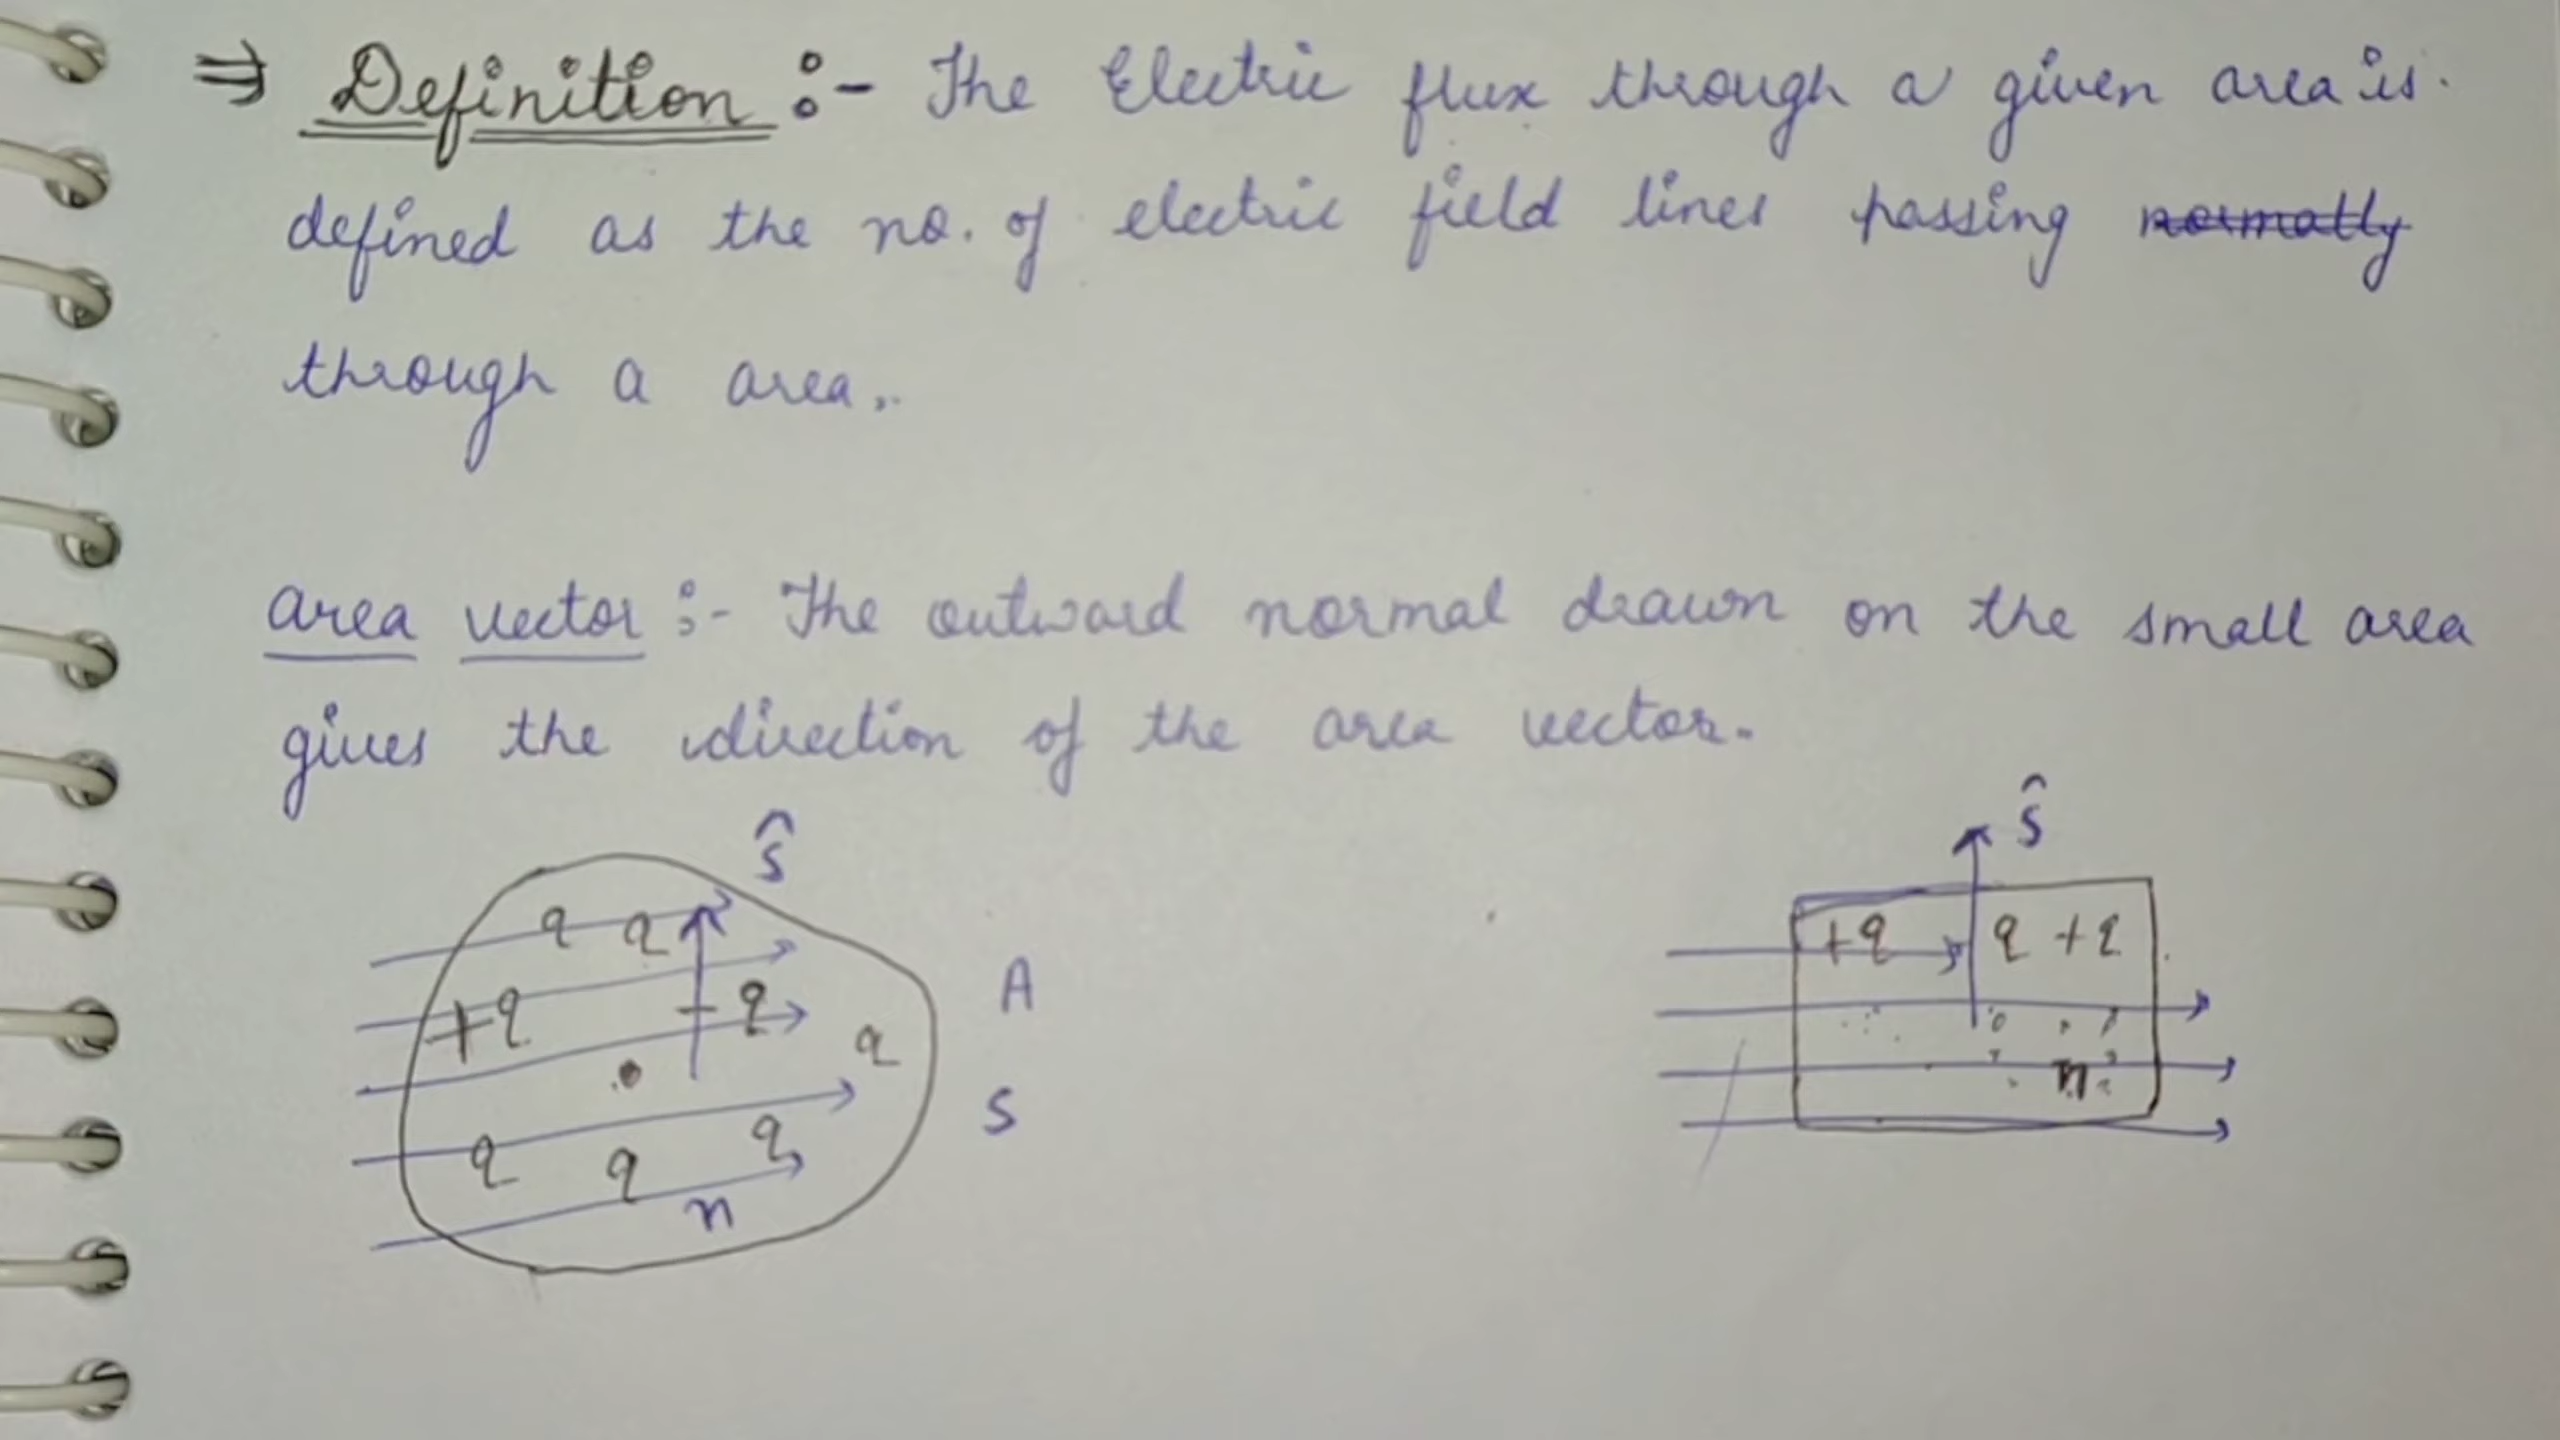 ⇒ Definition :- The Electric flux through a given area is.
defined as the no. of electric field lines passing normally
through a area..
area vector :- The outward normal drawn on the small area
gives the direction of the area vector.
ŝ
q q
+q - q
q
q q q
n
A
S
ŝ
+q q +q
n